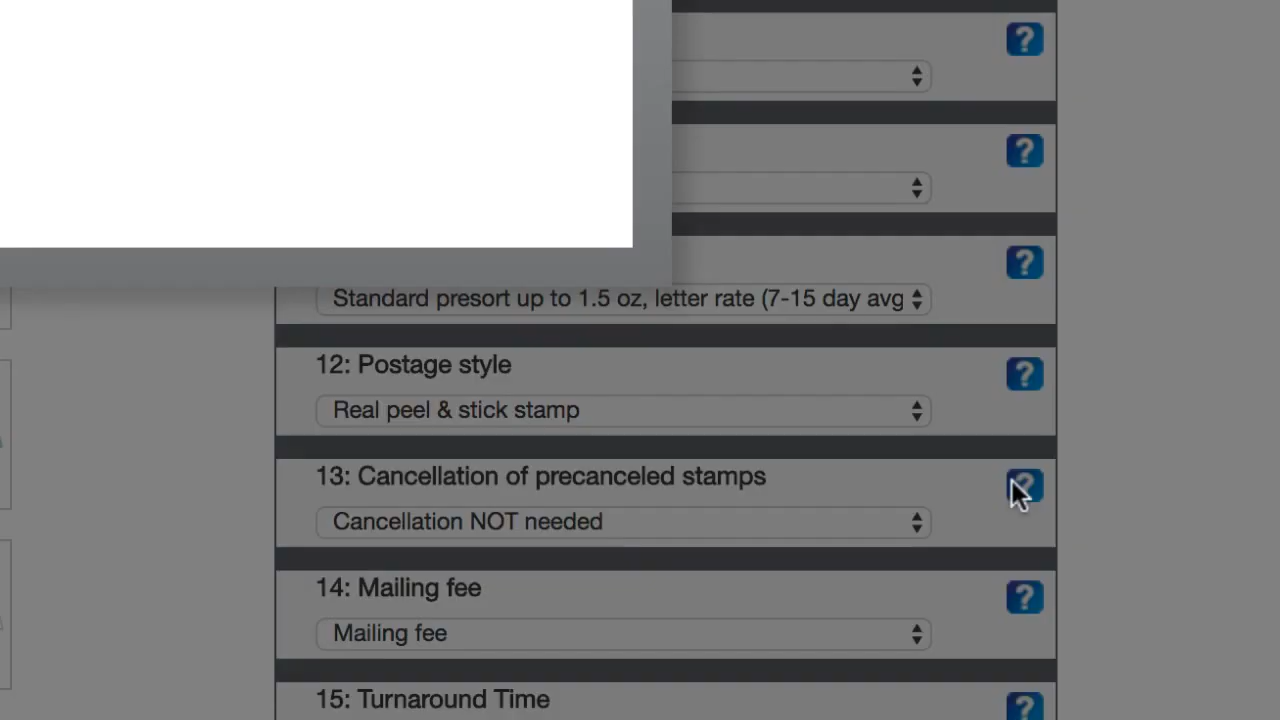 ?
?
?
Standard presort up to 1.5 oz, letter rate (7-15 day avg
12: Postage style
?
Real peel & stick stamp
13: Cancellation of precanceled stamps
?
Cancellation NOT needed
14: Mailing fee
?
Mailing fee
15: Turnaround Time
?